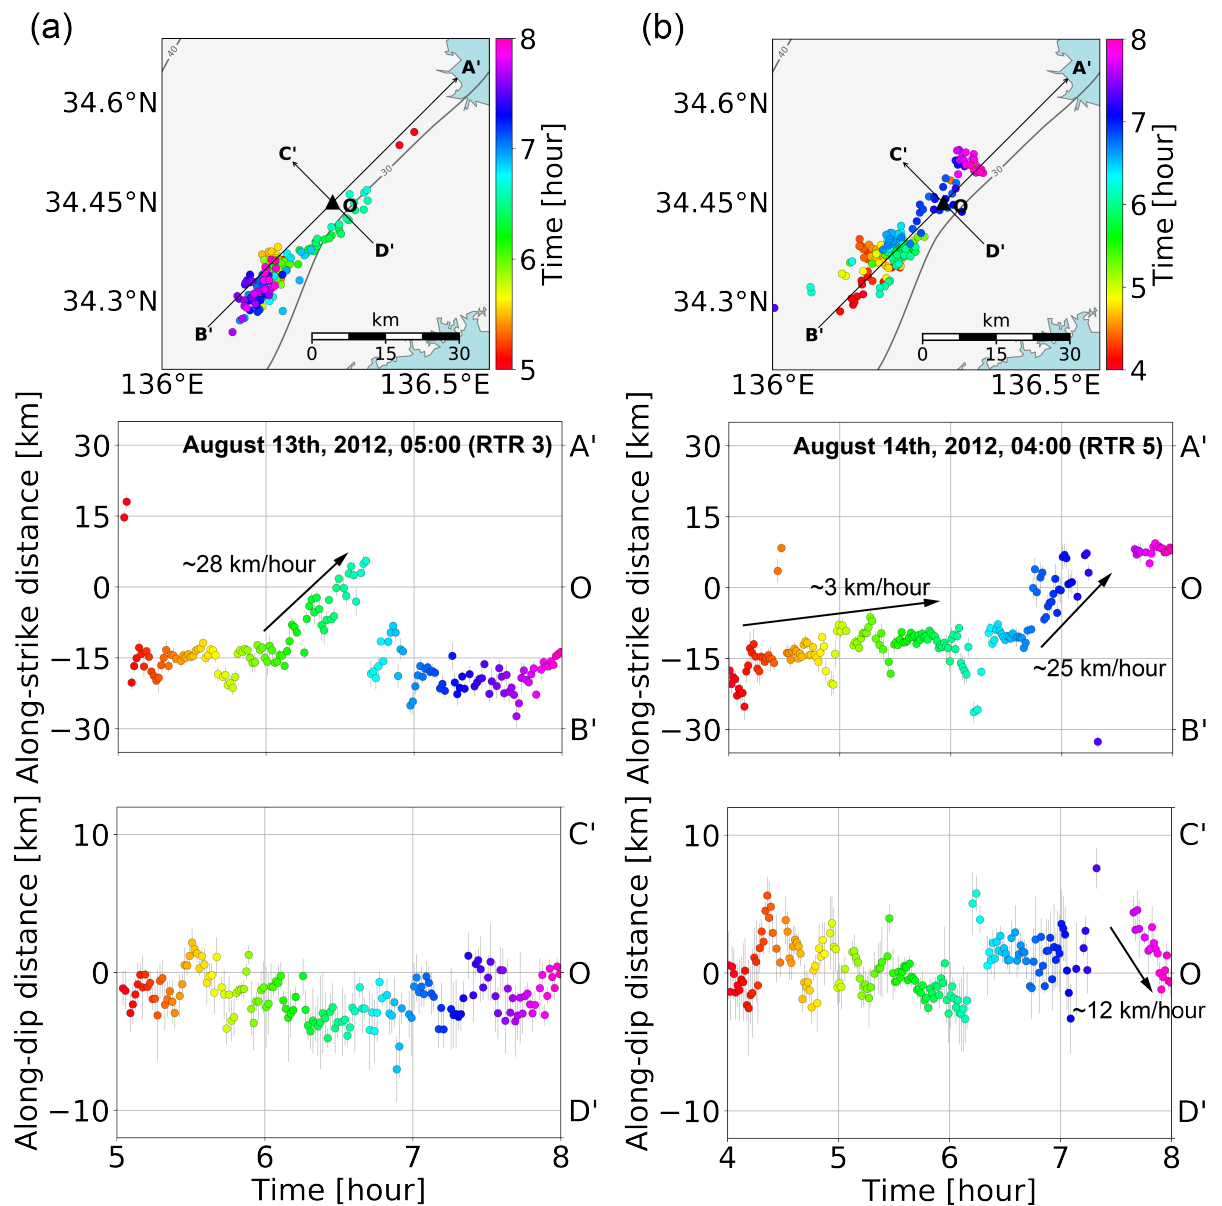 (a)
40
A'
34.6°N
C'
30
34.45°N
O
D'
34.3°N
B'
km
0 15 30
136°E 136.5°E
8
7
6
5
Time [hour]
(b)
40
A'
34.6°N
C'
30
34.45°N
O
D'
34.3°N
B'
km
0 15 30
136°E 136.5°E
8
7
6
5
4
Time [hour]
Along-strike distance [km]
August 13th, 2012, 05:00 (RTR 3)
30
15
0
−15
−30
~28 km/hour
A'
O
B'
Along-strike distance [km]
August 14th, 2012, 04:00 (RTR 5)
30
15
0
−15
−30
~3 km/hour
~25 km/hour
A'
O
B'
Along-dip distance [km]
10
0
−10
C'
O
D'
5 6 7 8
Time [hour]
Along-dip distance [km]
10
0
−10
~12 km/hour
C'
O
D'
4 5 6 7 8
Time [hour]